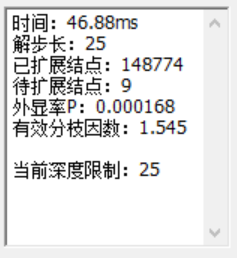 时间：46.88ms
解步长：25
已扩展结点：148774
待扩展结点：9
外显率P：0.000168
有效分枝因数：1.545
当前深度限制：25